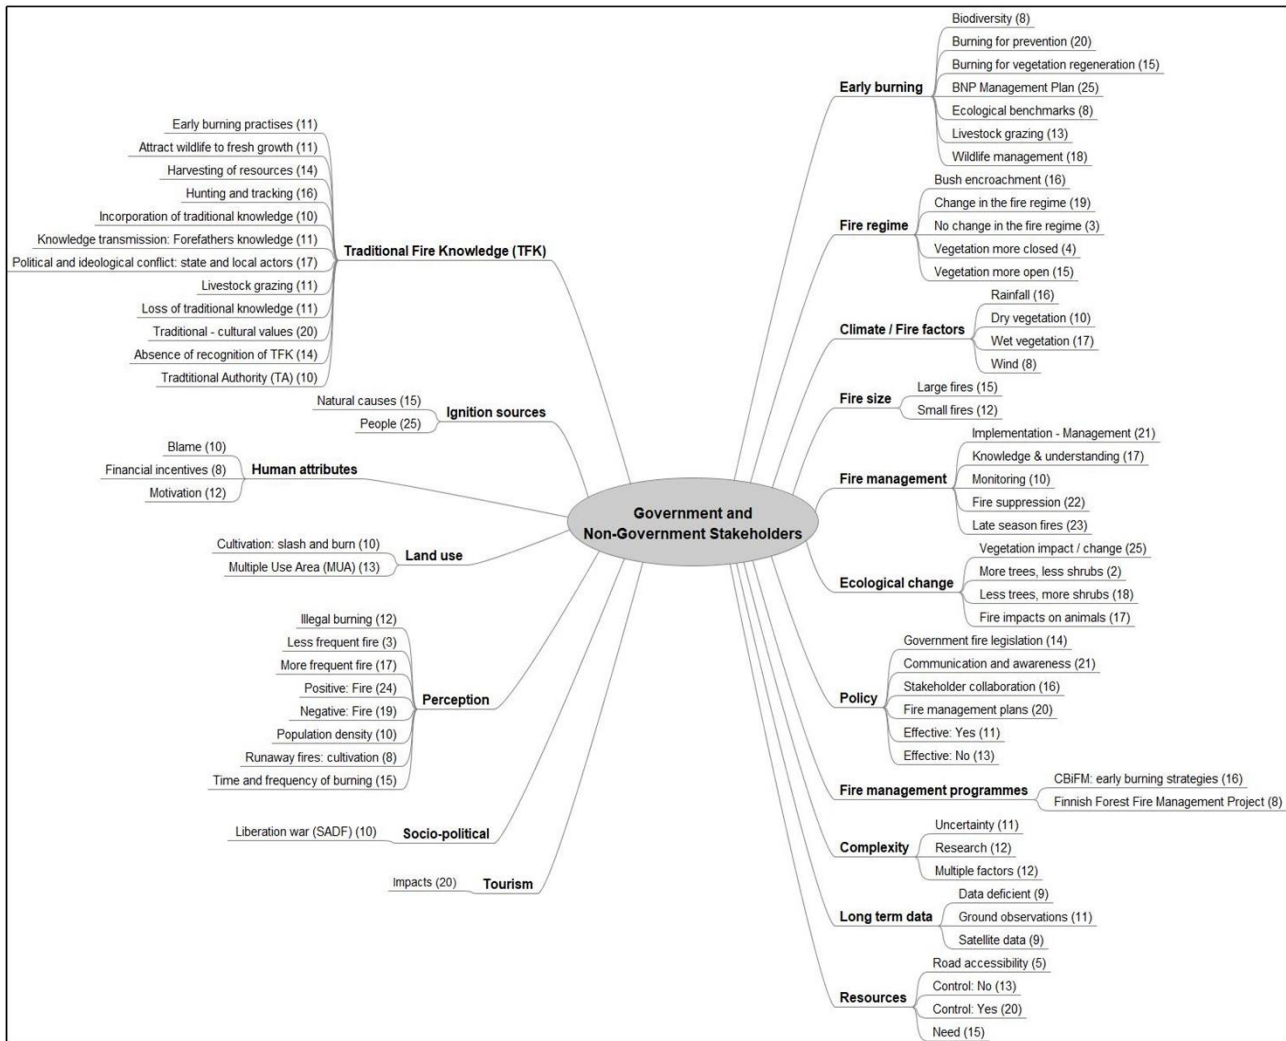 Government and
Non-Government Stakeholders
Traditional Fire Knowledge (TFK)
Early burning practises (11)
Attract wildlife to fresh growth (11)
Harvesting of resources (14)
Hunting and tracking (16)
Incorporation of traditional knowledge (10)
Knowledge transmission: Forefathers knowledge (11)
Political and ideological conflict: state and local actors (17)
Livestock grazing (11)
Loss of traditional knowledge (11)
Traditional - cultural values (20)
Absence of recognition of TFK (14)
Tradtitional Authority (TA) (10)
Ignition sources
Natural causes (15)
People (25)
Human attributes
Blame (10)
Financial incentives (8)
Motivation (12)
Land use
Cultivation: slash and burn (10)
Multiple Use Area (MUA) (13)
Perception
Illegal burning (12)
Less frequent fire (3)
More frequent fire (17)
Positive: Fire (24)
Negative: Fire (19)
Population density (10)
Runaway fires: cultivation (8)
Time and frequency of burning (15)
Socio-political
Liberation war (SADF) (10)
Tourism
Impacts (20)
Early burning
Biodiversity (8)
Burning for prevention (20)
Burning for vegetation regeneration (15)
BNP Management Plan (25)
Ecological benchmarks (8)
Livestock grazing (13)
Wildlife management (18)
Fire regime
Bush encroachment (16)
Change in the fire regime (19)
No change in the fire regime (3)
Vegetation more closed (4)
Vegetation more open (15)
Climate / Fire factors
Rainfall (16)
Dry vegetation (10)
Wet vegetation (17)
Wind (8)
Fire size
Large fires (15)
Small fires (12)
Fire management
Implementation - Management (21)
Knowledge & understanding (17)
Monitoring (10)
Fire suppression (22)
Late season fires (23)
Ecological change
Vegetation impact / change (25)
More trees, less shrubs (2)
Less trees, more shrubs (18)
Fire impacts on animals (17)
Policy
Government fire legislation (14)
Communication and awareness (21)
Stakeholder collaboration (16)
Fire management plans (20)
Effective: Yes (11)
Effective: No (13)
Fire management programmes
CBiFM: early burning strategies (16)
Finnish Forest Fire Management Project (8)
Complexity
Uncertainty (11)
Research (12)
Multiple factors (12)
Long term data
Data deficient (9)
Ground observations (11)
Satellite data (9)
Resources
Road accessibility (5)
Control: No (13)
Control: Yes (20)
Need (15)